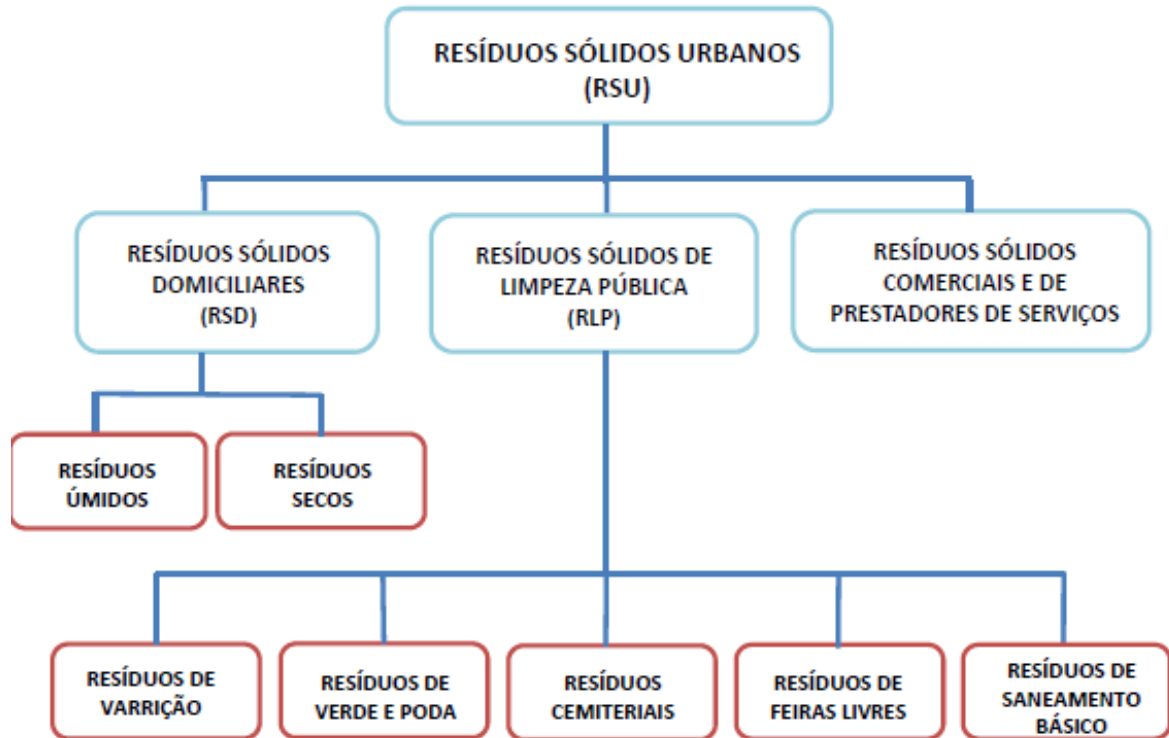 RESÍDUOS SÓLIDOS URBANOS
(RSU)
RESÍDUOS SÓLIDOS
DOMICILIARES
(RSD)
RESÍDUOS SÓLIDOS DE
LIMPEZA PÚBLICA
(RLP)
RESÍDUOS SÓLIDOS
COMERCIAIS E DE
PRESTADORES DE SERVIÇOS
RESÍDUOS
ÚMIDOS
RESÍDUOS
SECOS
RESÍDUOS DE
VARRIÇÃO
RESÍDUOS DE
VERDE E PODA
RESÍDUOS
CEMITERIAIS
RESÍDUOS DE
FEIRAS LIVRES
RESÍDUOS DE
SANEAMENTO
BÁSICO